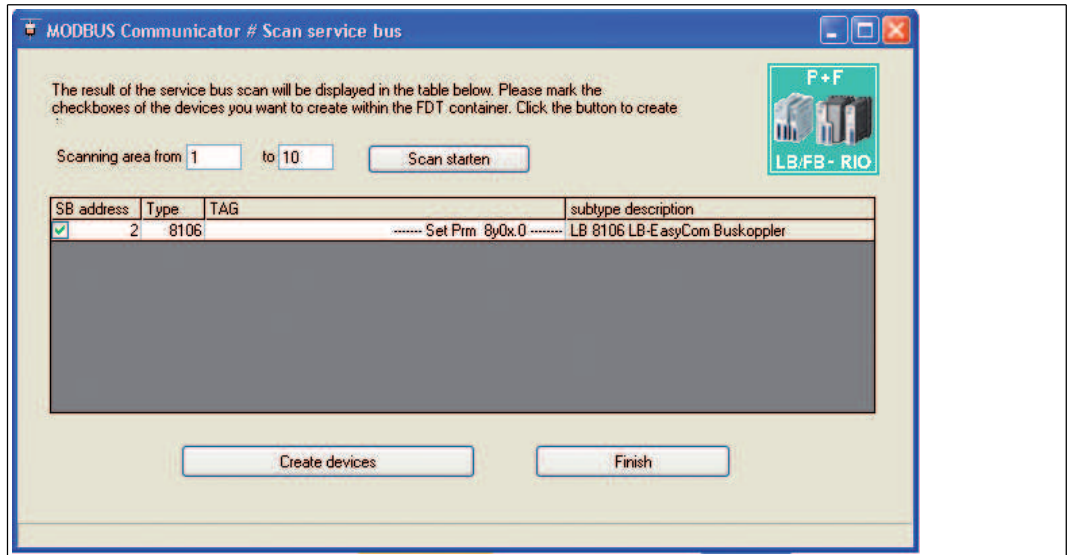 MODBUS Communicator # Scan service bus
P+F
The result of the service bus scan will be displayed in the table below. Please mark the
checkboxes of the devices you want to create within the FDT container. Click the button to create
Scanning area from 1 to 10 Scan starten
LB/FB - RIO
SB address Type TAG subtype description
2 8106 ------- Set Prm 8y0x.0 -------- LB 8106 LB-EasyCom Buskoppler
Create devices Finish